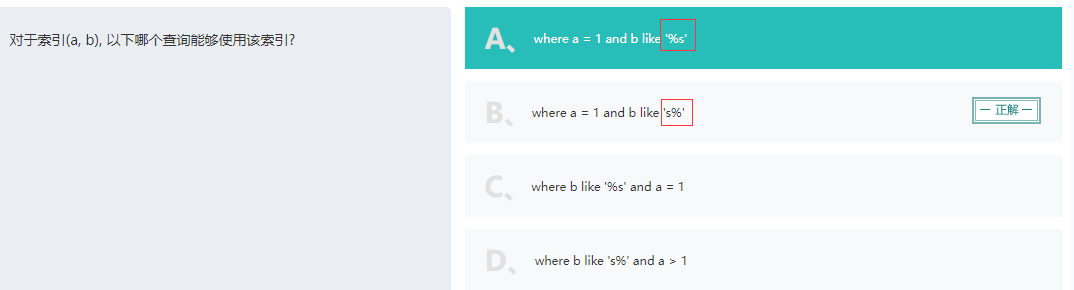 对于索引(a, b), 以下哪个查询能够使用该索引?
A、 where a = 1 and b like '%s'
B、 where a = 1 and b like 's%' 一 正解 一
C、 where b like '%s' and a = 1
D、 where b like 's%' and a > 1